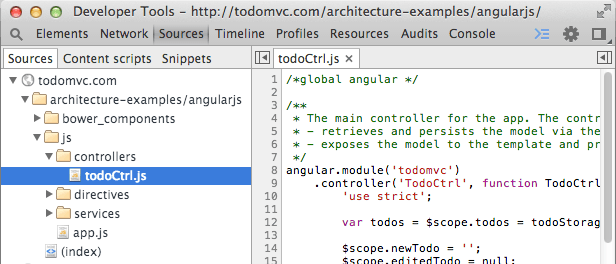 Developer Tools - http://todomvc.com/architecture-examples/angularjs/
Elements Network Sources Timeline Profiles Resources Audits Console
Sources Content scripts Snippets
todomvc.com
architecture-examples/angularjs
bower_components
js
controllers
todoCtrl.js
directives
services
app.js
(index)
todoCtrl.js ×
1 /*global angular */
2
3 /**
4 * The main controller for the app. The contr
5 * - retrieves and persists the model via the
6 * - exposes the model to the template and pr
7 */
8 angular.module('todomvc')
9 .controller('TodoCtrl', function TodoCtrl
10 'use strict';
11
12 var todos = $scope.todos = todoStorag
13
14 $scope.newTodo = '';
15 $scope.editedTodo = null;